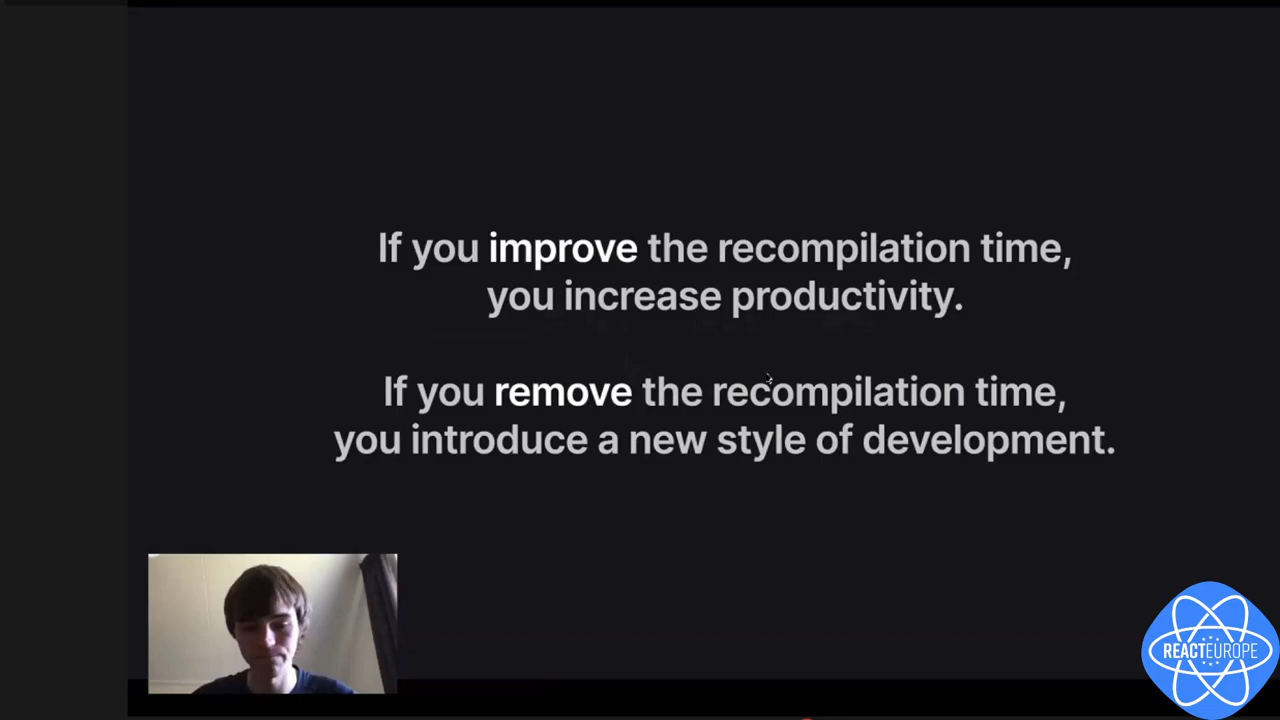 If you improve the recompilation time,
you increase productivity.
If you remove the recompilation time,
you introduce a new style of development.
REACTEUROPE